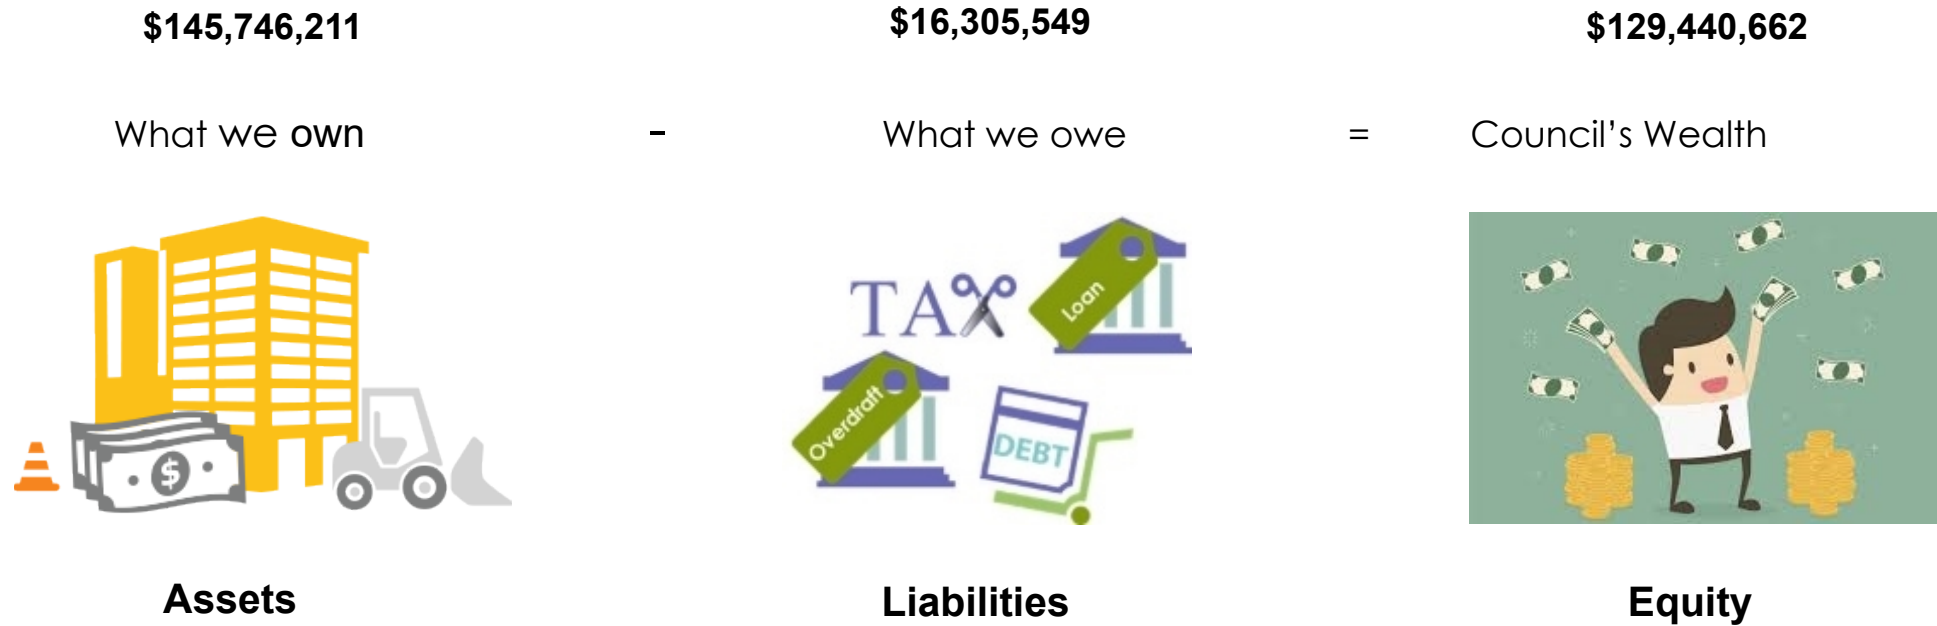 $145,746,211 $16,305,549 $129,440,662
What we own - What we owe = Council's Wealth
TAX
Loan
Overdraft
DEBT
$
Assets Liabilities Equity